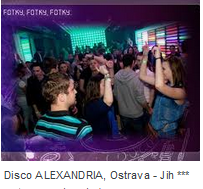 FOTKY, FOTKY, FOTKY:
Disco ALEXANDRIA, Ostrava - Jih ***